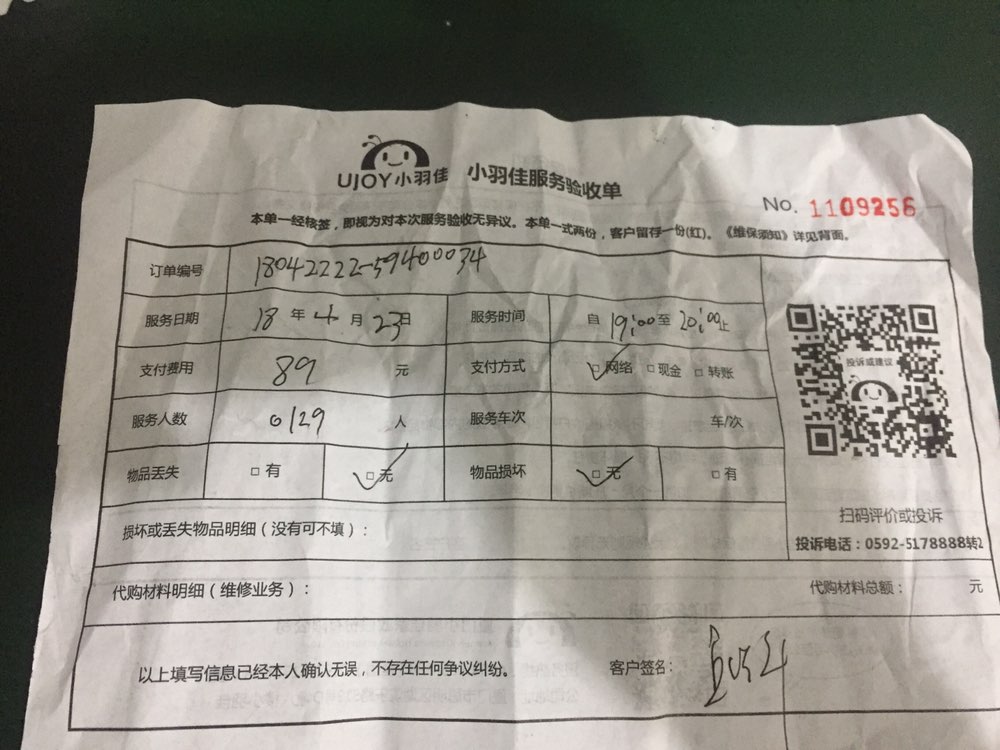 UJOY小羽佳 小羽佳服务验收单
No. 1109256
本单一经核签，即视为对本次服务验收无异议。本单一式两份，客户留存一份(红)。《维保须知》详见背面。
订单编号 18042222-59400034
服务日期 18 年 4 月 23 日 服务时间 自 19:00 至 20:00 止
支付费用 89 元 支付方式 □ 网络 □ 现金 □ 转账
投诉或建议
服务人数 0129 人 服务车次 车/次
物品丢失 □ 有 □ 无 物品损坏 □ 无 □ 有
扫码评价或投诉
损坏或丢失物品明细（没有可不填）：
投诉电话：0592-5178888转2
代购材料明细（维修业务）： 代购材料总额： 元
以上填写信息已经本人确认无误，不存在任何争议纠纷。 客户签名：